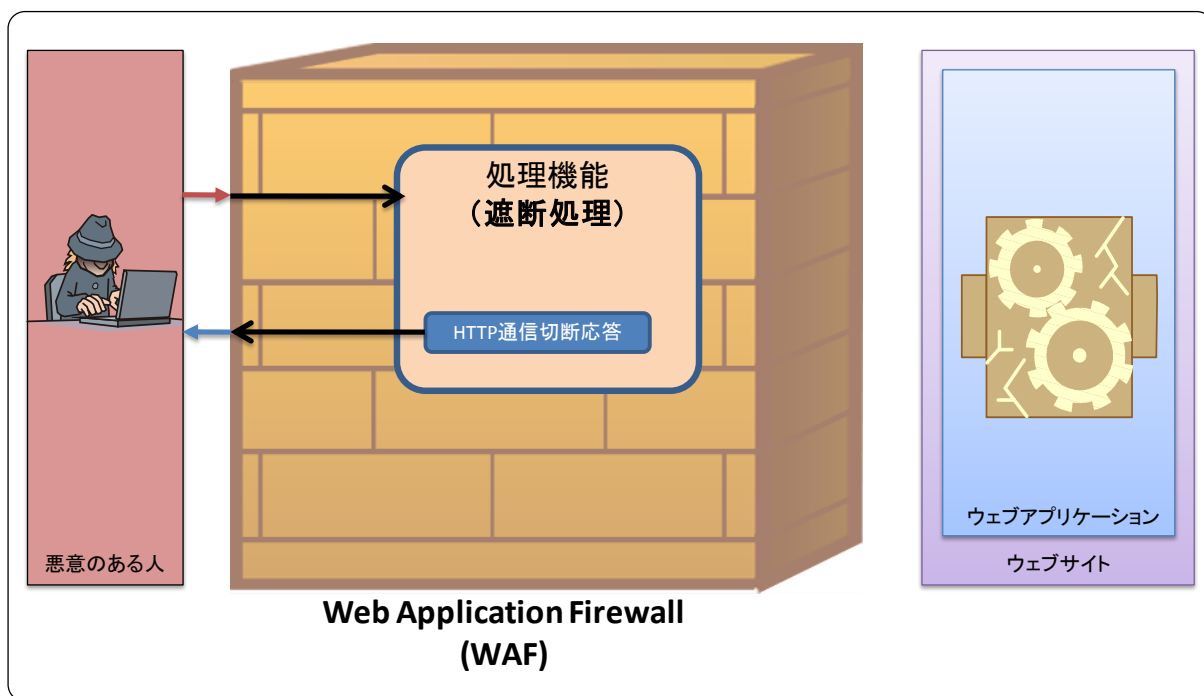 処理機能
(遮断処理)
HTTP通信切断応答
悪意のある人
ウェブアプリケーション
ウェブサイト
Web Application Firewall
(WAF)